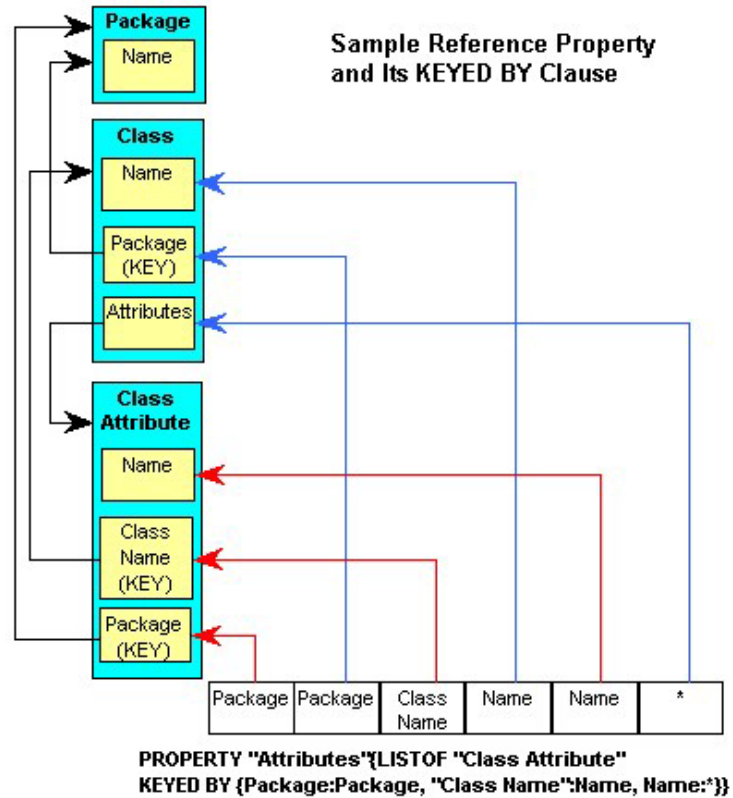 Package
Name
Sample Reference Property
and Its KEYED BY Clause
Class
Name
Package
(KEY)
Attributes
Class
Attribute
Name
Class
Name
(KEY)
Package
(KEY)
Package Package Class Name Name Name *
PROPERTY "Attributes"{LISTOF "Class Attribute"
KEYED BY {Package:Package, "Class Name":Name, Name:*}}